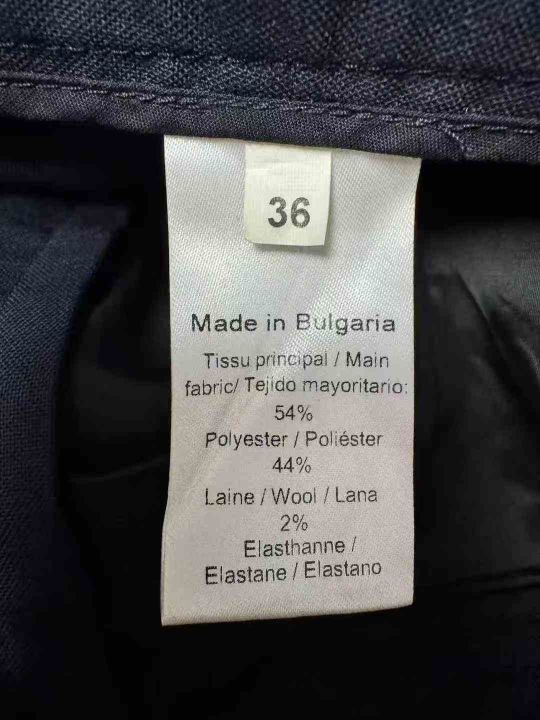 36
Made in Bulgaria
Tissu principal / Main
fabric/ Tejido mayoritario:
54%
Polyester / Poliéster
44%
Laine / Wool / Lana
2%
Elasthanne /
Elastane / Elastano